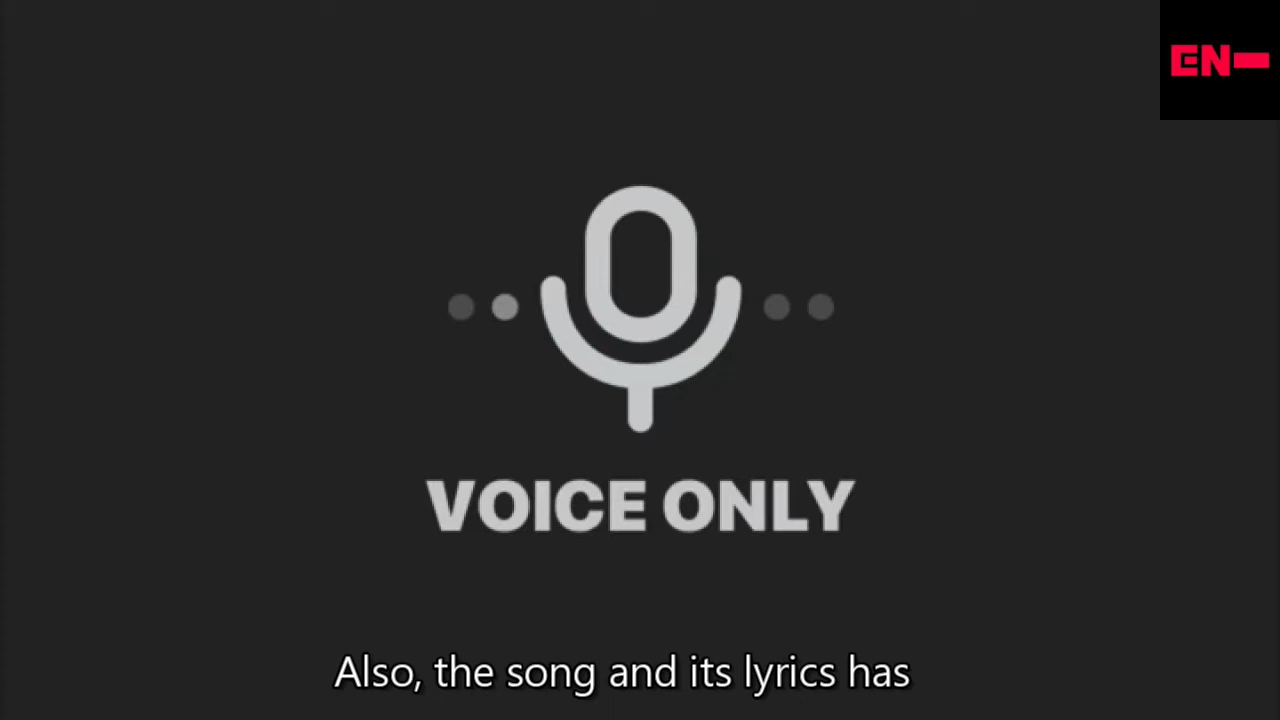 EN-
VOICE ONLY
Also, the song and its lyrics has